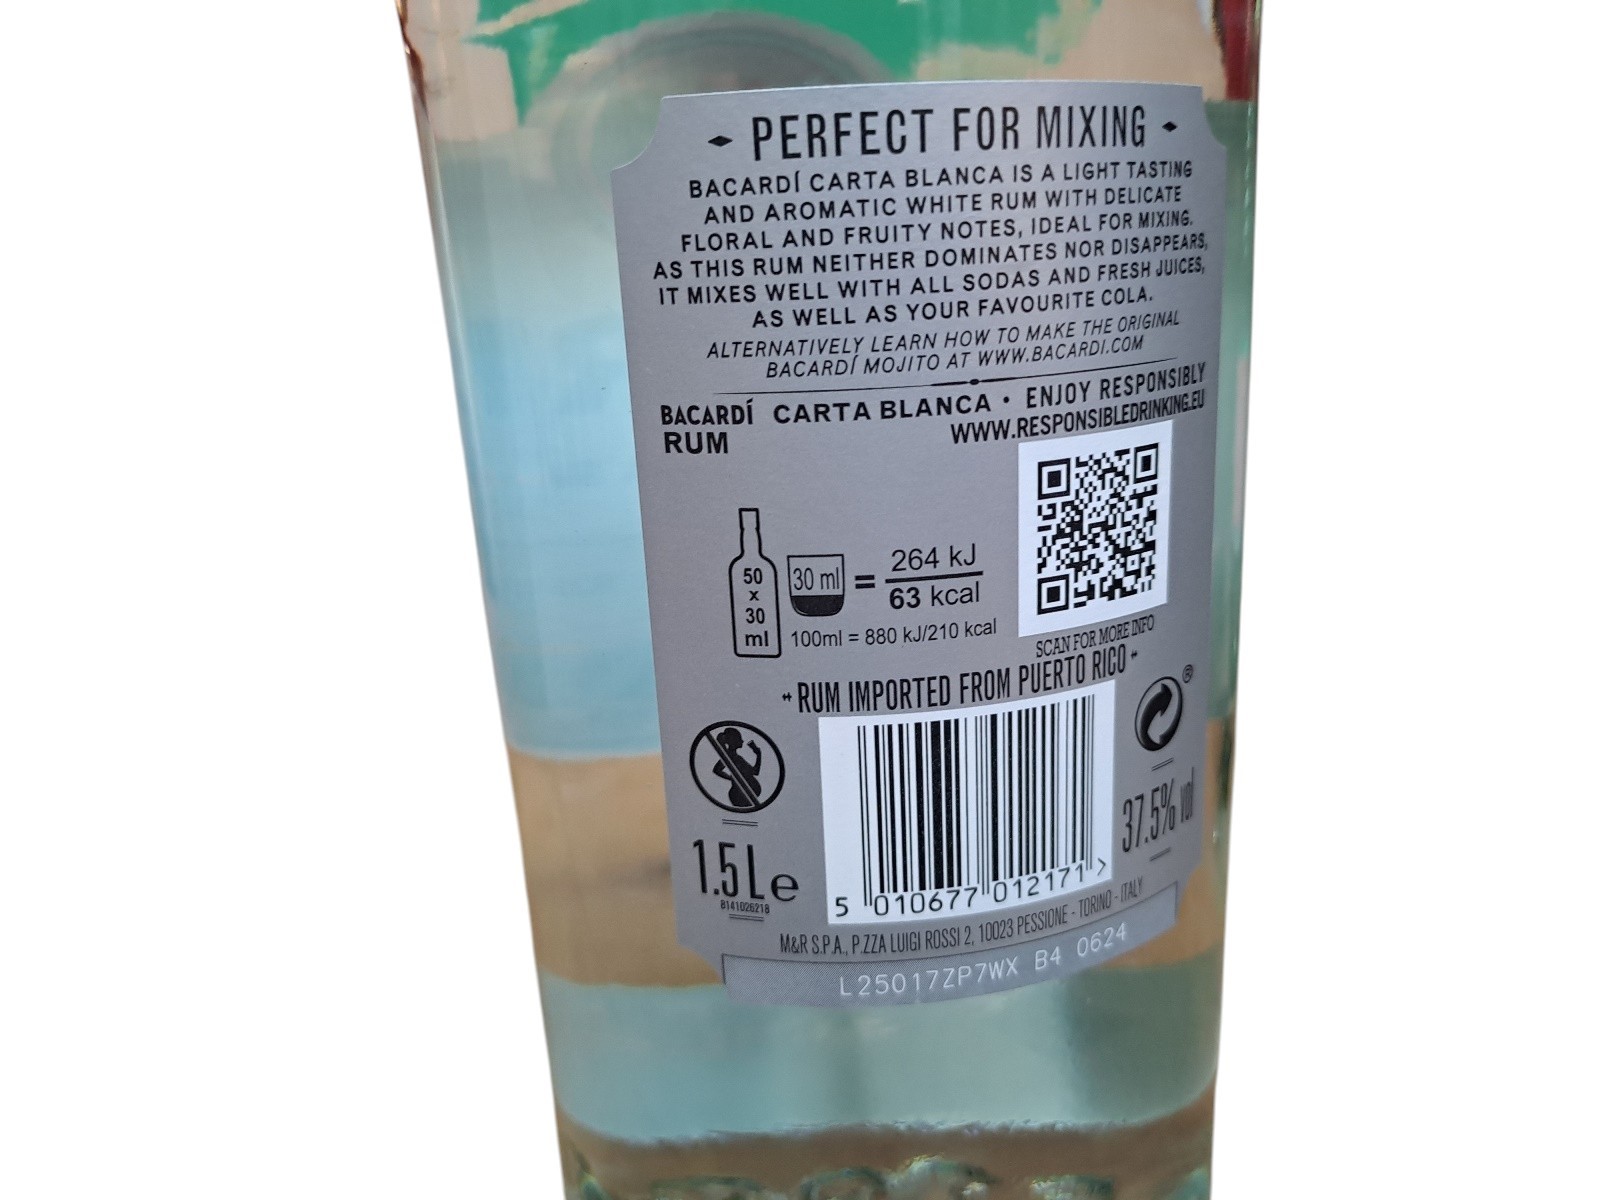 PERFECT FOR MIXING
BACARDÍ CARTA BLANCA IS A LIGHT TASTING
AND AROMATIC WHITE RUM WITH DELICATE
FLORAL AND FRUITY NOTES, IDEAL FOR MIXING.
AS THIS RUM NEITHER DOMINATES NOR DISAPPEARS,
IT MIXES WELL WITH ALL SODAS AND FRESH JUICES,
AS WELL AS YOUR FAVOURITE COLA.
ALTERNATIVELY LEARN HOW TO MAKE THE ORIGINAL
BACARDÍ MOJITO AT WWW.BACARDI.COM
BACARDÍ CARTA BLANCA • ENJOY RESPONSIBLY
RUM WWW.RESPONSIBLEDRINKING.EU
50
x
30
ml
30 ml = 264 kJ
63 kcal
100ml = 880 kJ/210 kcal
SCAN FOR MORE INFO
RUM IMPORTED FROM PUERTO RICO
®
37.5% vol
1.5 L e
8141026218
5 010677 012171 >
M&R S.P.A., P.ZZA LUIGI ROSSI 2, 10023 PESSIONE - TORINO - ITALY
L25017ZP7WX B4 0624